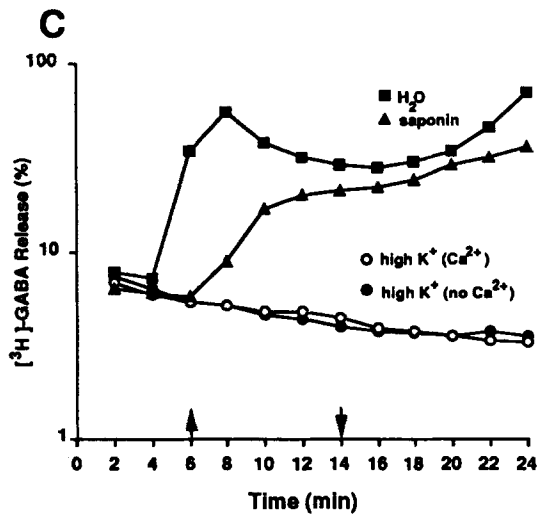 C
100
10
1
[³H]-GABA Release (%)
H₂O
saponin
high K⁺ (Ca²⁺)
high K⁺ (no Ca²⁺)
0 2 4 6 8 10 12 14 16 18 20 22 24
Time (min)